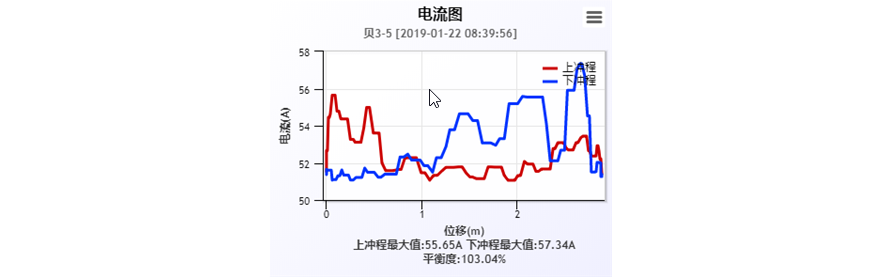 电流图
贝3-5 [2019-01-22 08:39:56]
上冲程
下冲程
电流(A)
58
56
54
52
50
0
1
2
位移(m)
上冲程最大值:55.65A 下冲程最大值:57.34A
平衡度:103.04%